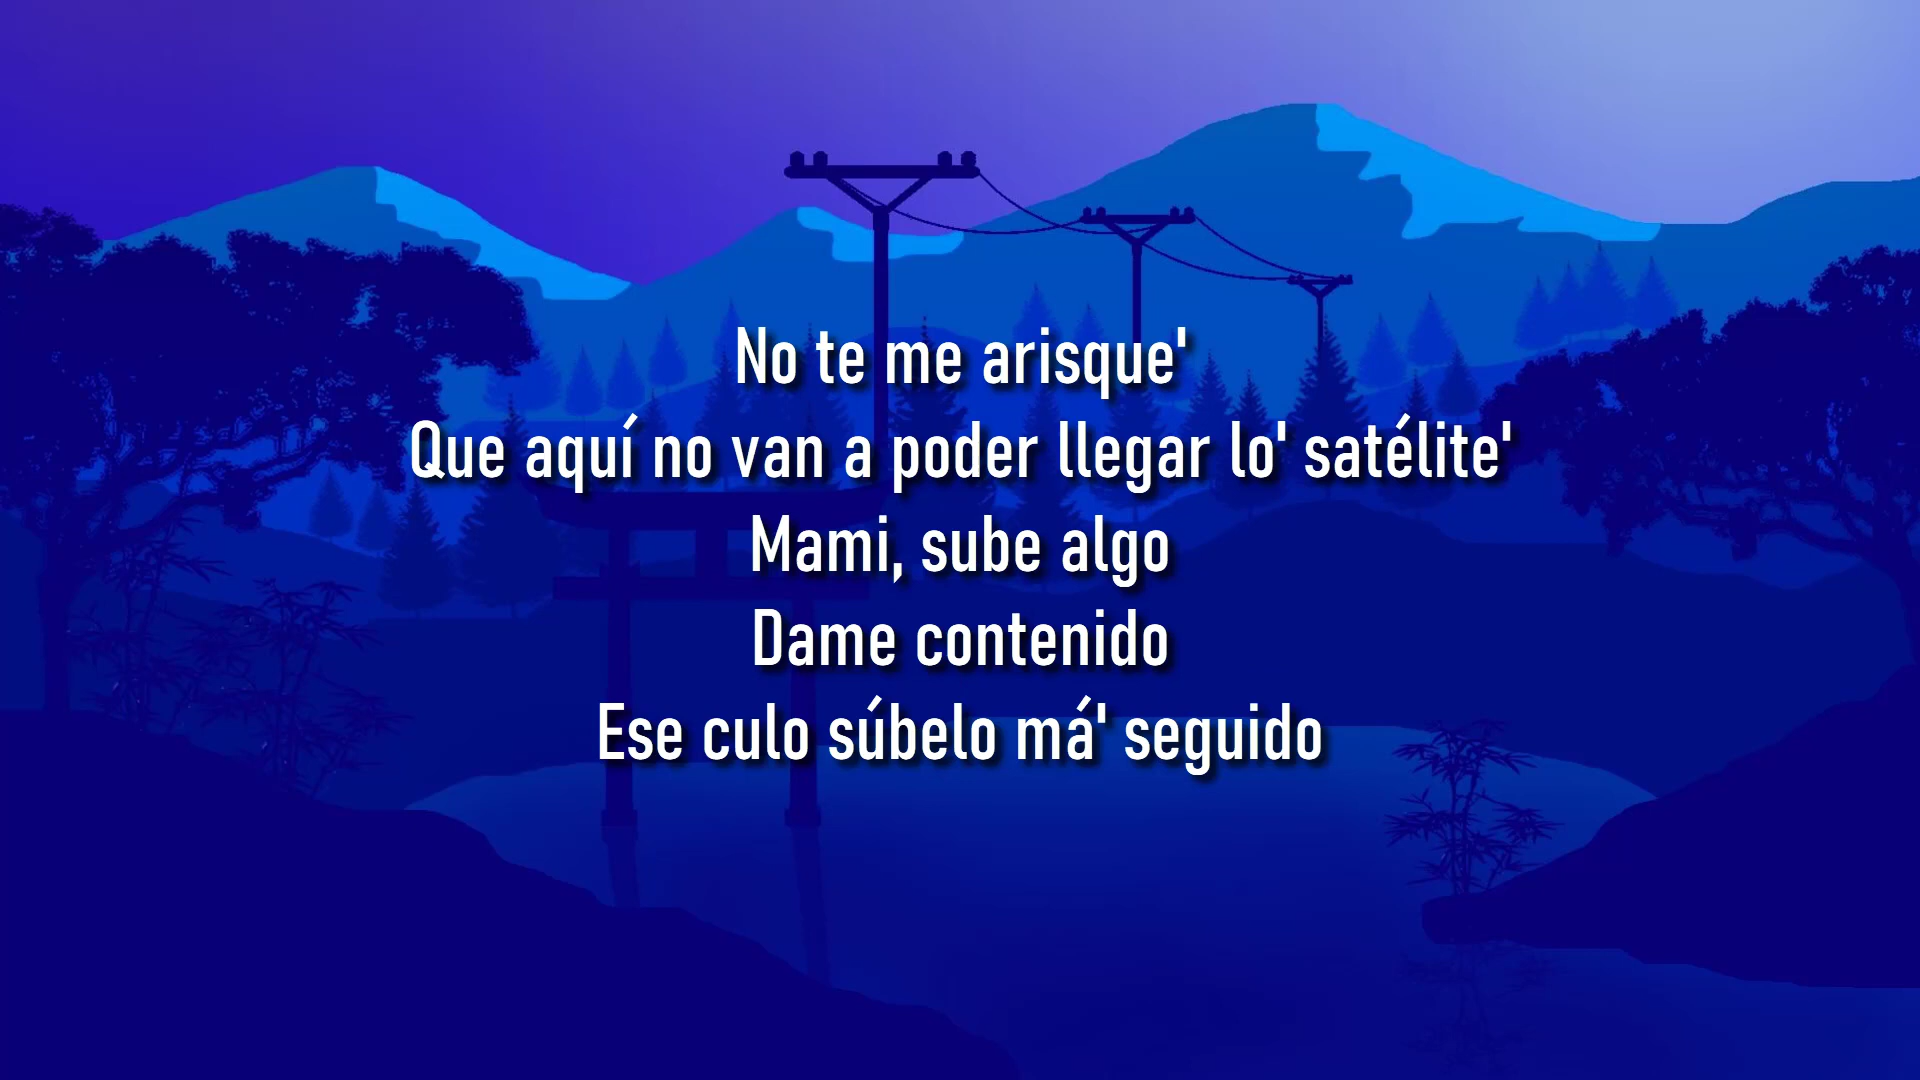 No te me arisque'
Que aquí no van a poder llegar lo' satélite'
Mami, sube algo
Dame contenido
Ese culo súbelo má' seguido